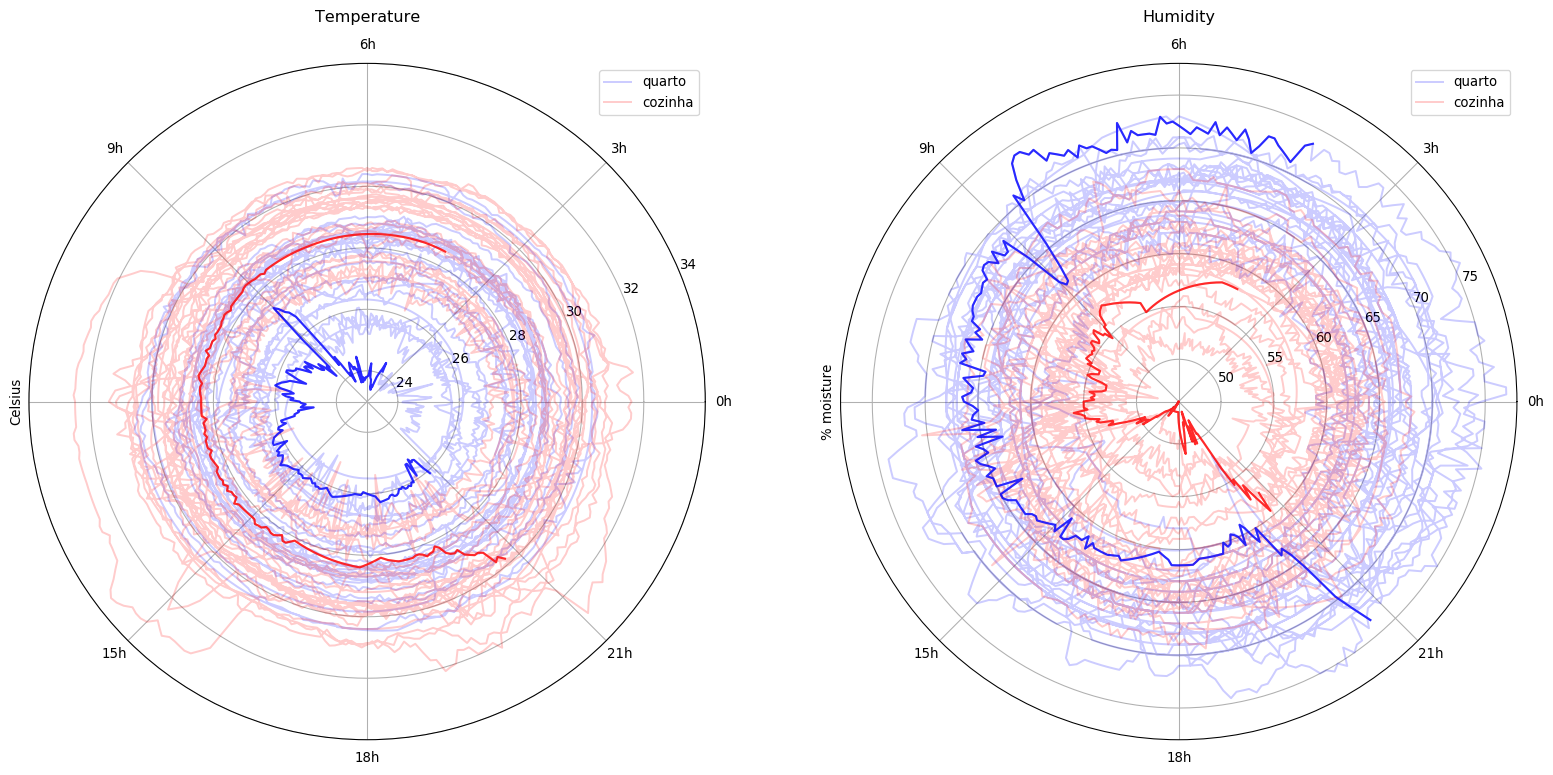 Temperature
6h
quarto
cozinha
9h
3h
34
32
30
28
26
24
Celsius
0h
15h
21h
18h
Humidity
6h
quarto
cozinha
9h
3h
75
70
65
60
55
50
% moisture
0h
15h
21h
18h